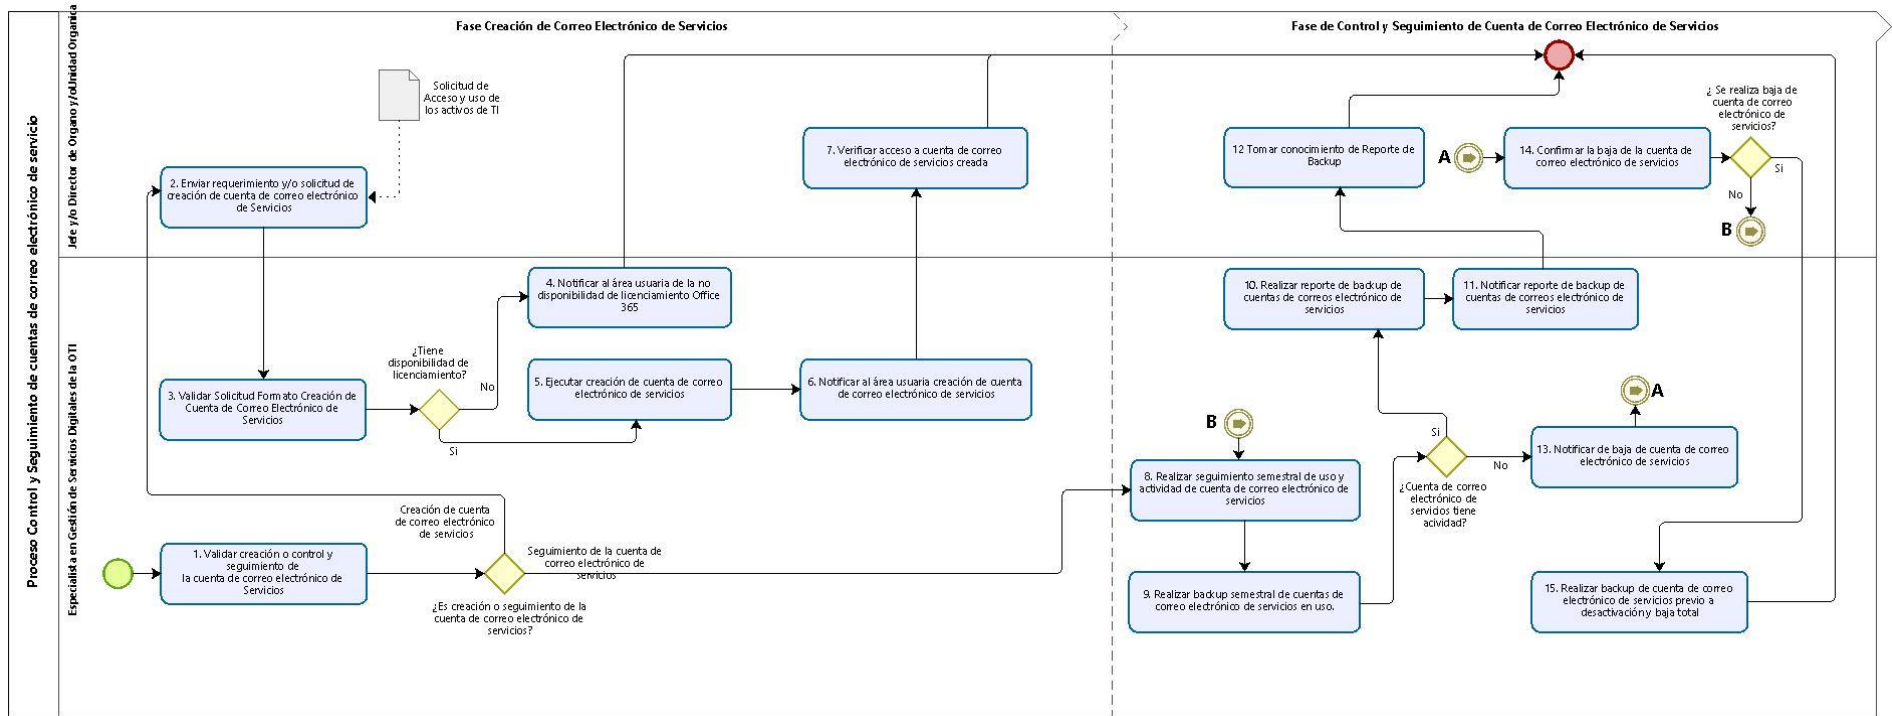 Proceso Control y Seguimiento de cuentas de correo electrónico de servicio
Fase Creación de Correo Electrónico de Servicios
Fase de Control y Seguimiento de Cuenta de Correo Electrónico de Servicios
Jefe y/o Director de Organo y/oUnidad Organica
Solicitud de
Acceso y uso de
los activos de TI
2. Enviar requerimiento y/o solicitud de
creación de cuenta de correo electrónico
de Servicios
7. Verificar acceso a cuenta de correo
electrónico de servicios creada
12 Tomar conocimiento de Reporte de
Backup
A
14. Confirmar la baja de la cuenta de
correo electrónico de servicios
¿ Se realiza baja de
cuenta de correo
electrónico de
servicios?
Si
No
B
Especialista en Gestión de Servicios Digitales de la OTI
4. Notificar al área usuaria de la no
disponibilidad de licenciamiento Office
365
10. Realizar reporte de backup de
cuentas de correos electrónico de
servicios
11. Notificar reporte de backup de
cuentas de correos electrónico de
servicios
3. Validar Solicitud Formato Creación de
Cuenta de Correo Electrónico de
Servicios
¿Tiene
disponibilidad de
licenciamiento?
No
Si
5. Ejecutar creación de cuenta de correo
electrónico de servicios
6. Notificar al área usuaria creación de cuenta
de correo electrónico de servicios
B
8. Realizar seguimiento semestral de uso y
actividad de cuenta de correo electrónico de
servicios
Si
No
¿Cuenta de correo
electrónico de
servicios tiene
acividad?
A
13. Notificar de baja de cuenta de correo
electrónico de servicios
1. Validar creación o control y
seguimiento de
la cuenta de correo electrónico de
Servicios
Creación de cuenta
de correo electrónico
de servicios
Seguimiento de la cuenta de
correo electrónico de
servicios
¿Es creación o seguimiento de la
cuenta de correo electrónico de
servicios?
9. Realizar backup semestral de cuentas de
correo electrónico de servicios en uso.
15. Realizar backup de cuenta de correo
electrónico de servicios previo a
desactivación y baja total